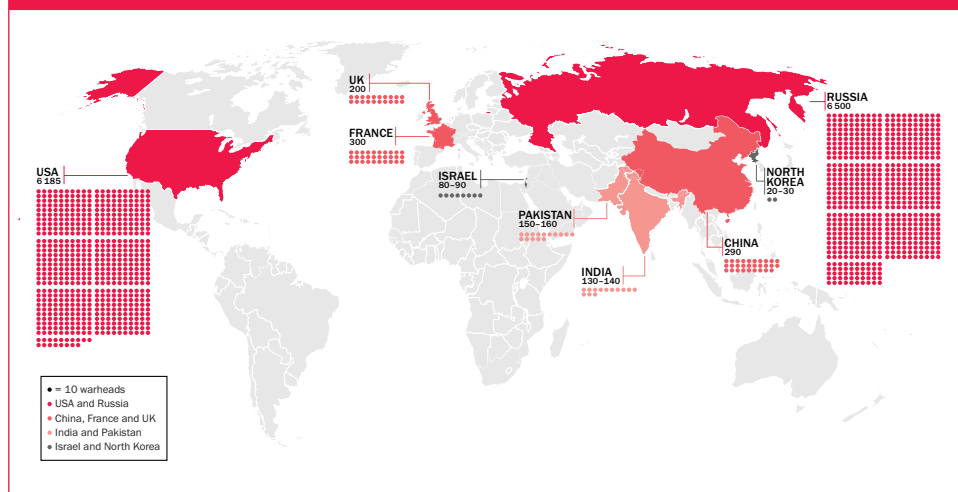 UK
200
FRANCE
300
RUSSIA
6 500
USA
6 185
ISRAEL
80–90
NORTH
KOREA
20–30
PAKISTAN
150–160
CHINA
290
INDIA
130–140
● = 10 warheads
● USA and Russia
● China, France and UK
● India and Pakistan
● Israel and North Korea